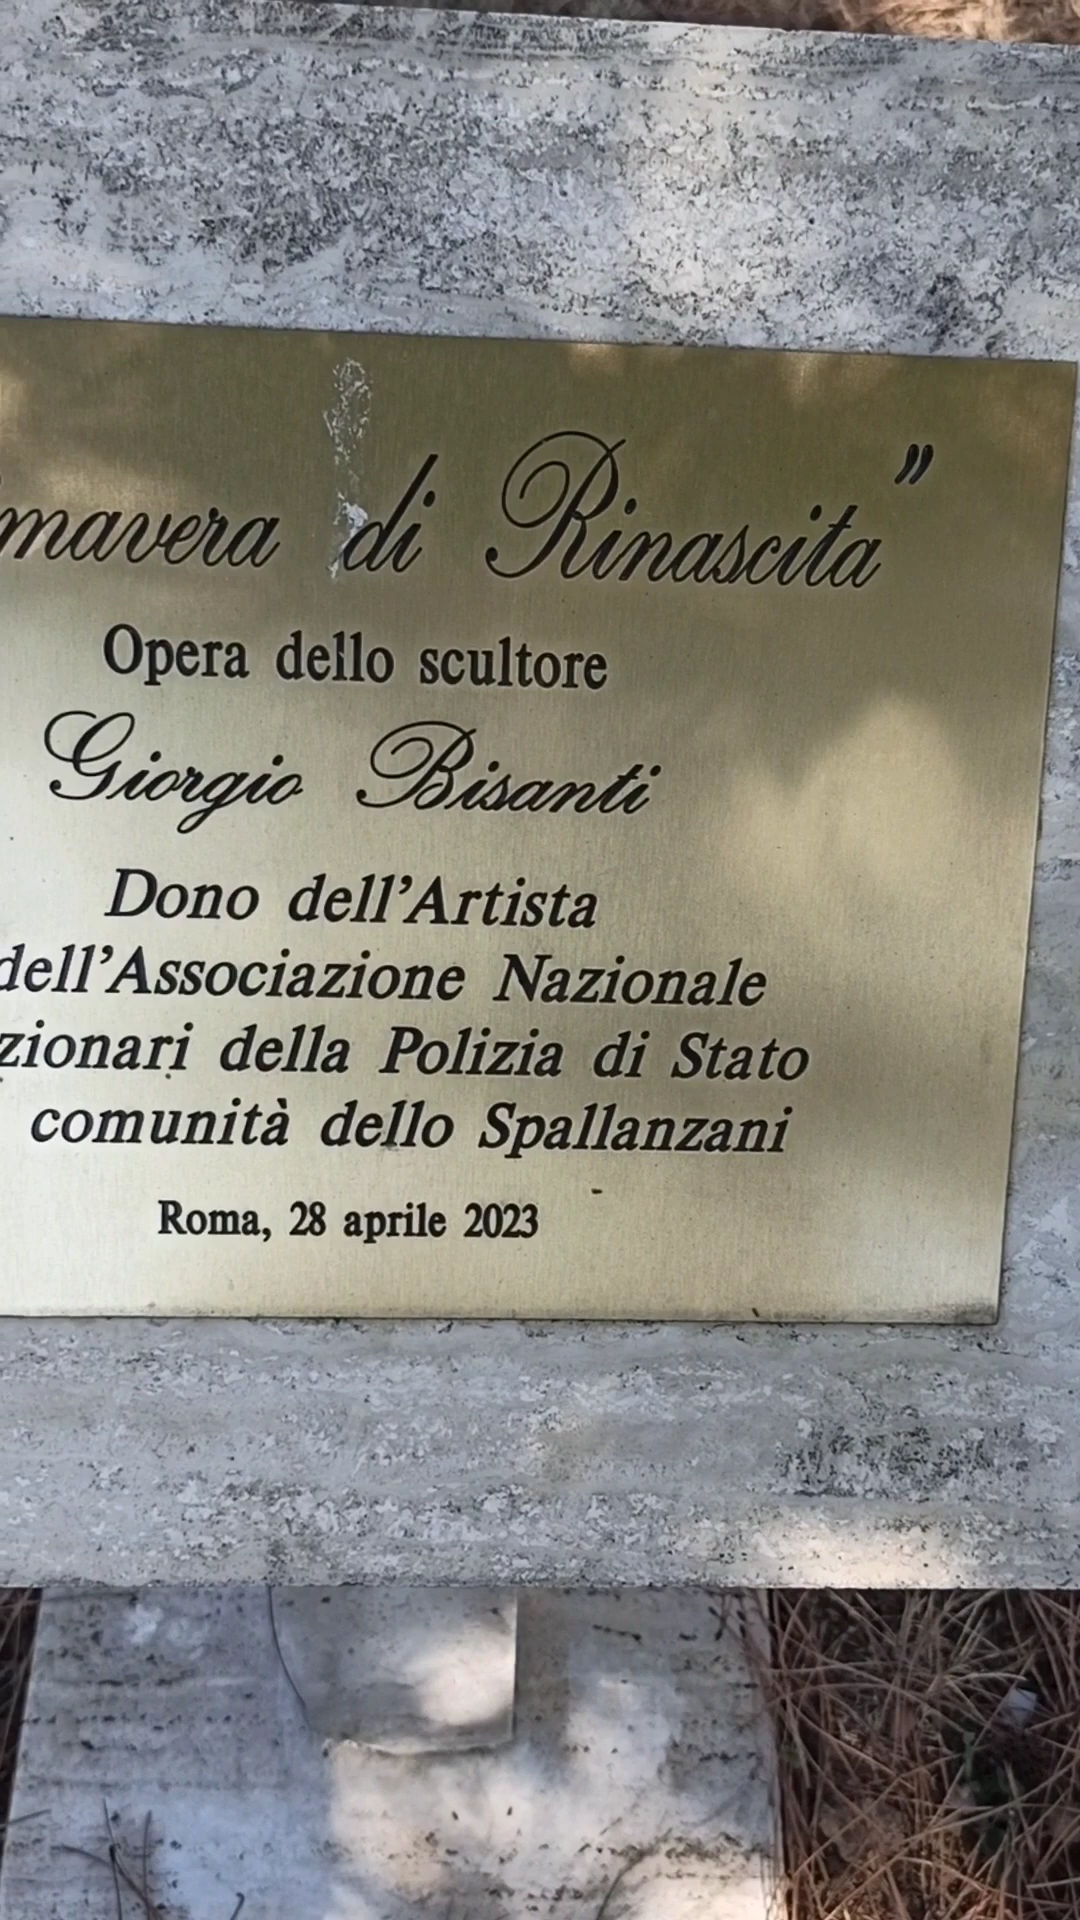 imavera di Rinascita”
Opera dello scultore
Giorgio Bisanti
Dono dell’Artista
dell’Associazione Nazionale
zionari della Polizia di Stato
comunità dello Spallanzani
Roma, 28 aprile 2023